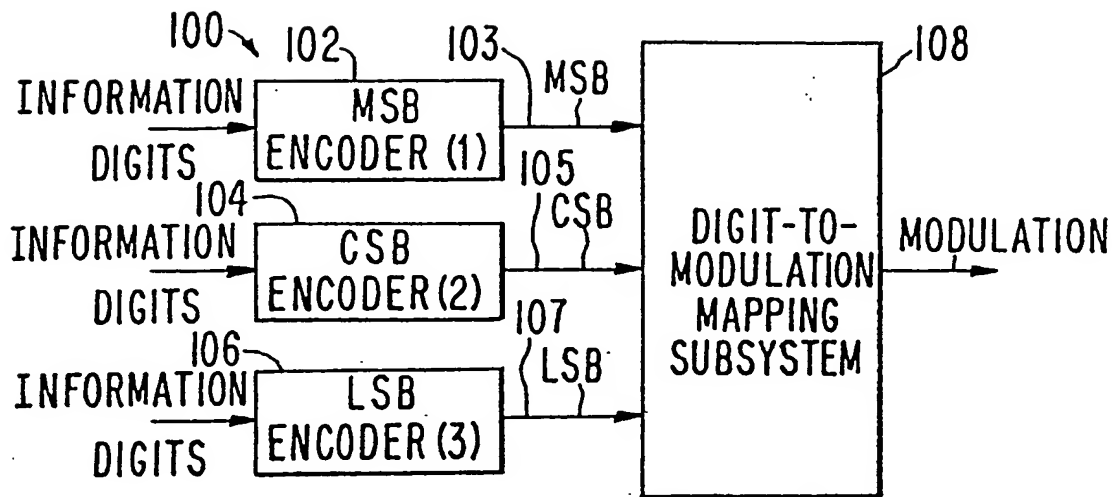 100
102
103
MSB
108
INFORMATION
DIGITS
MSB
ENCODER (1)
104
105
CSB
INFORMATION
DIGITS
CSB
ENCODER (2)
DIGIT-TO-
MODULATION
MAPPING
SUBSYSTEM
MODULATION
106
107
LSB
INFORMATION
DIGITS
LSB
ENCODER (3)